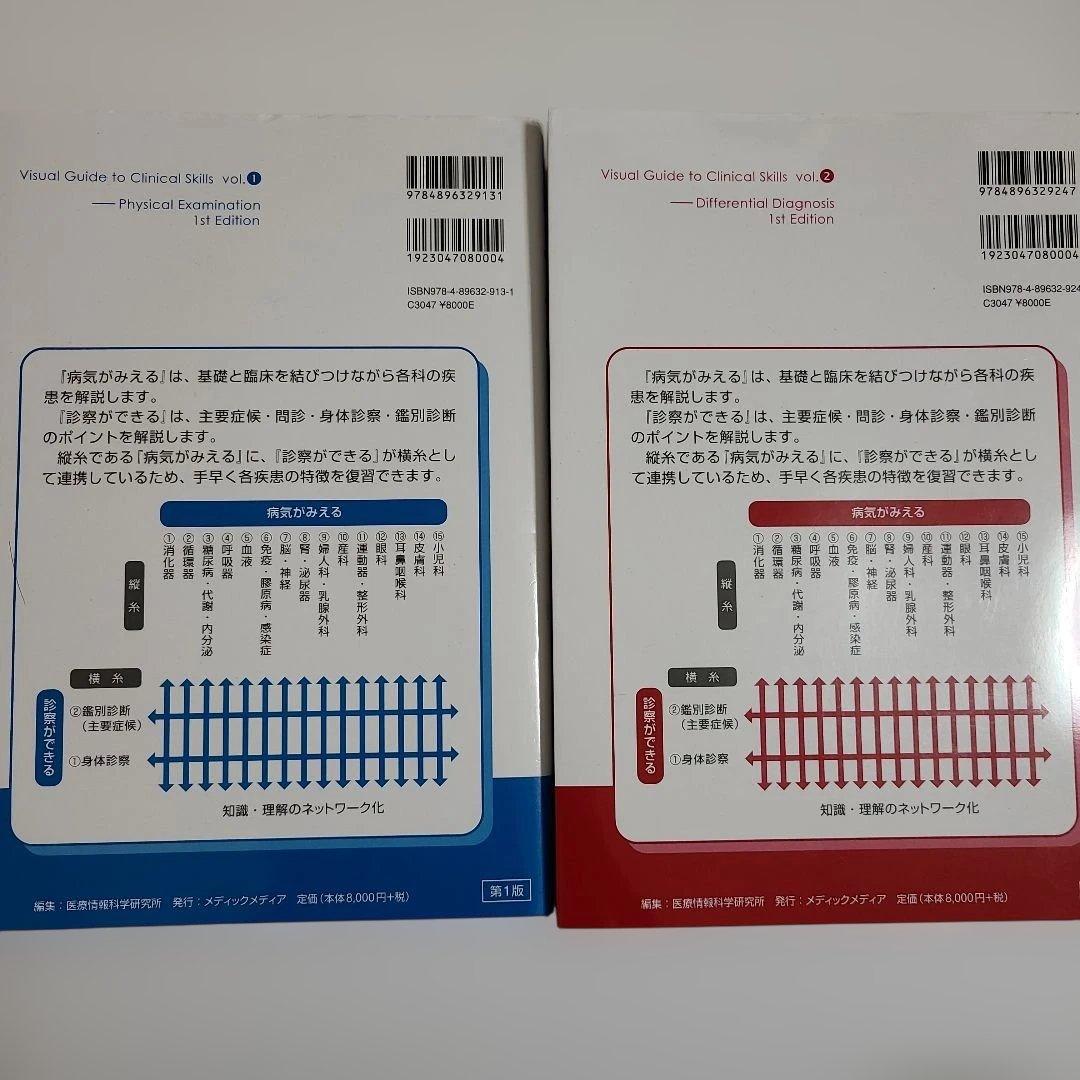 Visual Guide to Clinical Skills vol.❶
── Physical Examination
1st Edition
9784896329131
1923047080004
ISBN978-4-89632-913-1
C3047 ¥8000E
『病気がみえる』は、基礎と臨床を結びつけながら各科の疾
患を解説します。
『診察ができる』は、主要症候・問診・身体診察・鑑別診断
のポイントを解説します。
縦糸である『病気がみえる』に、『診察ができる』が横糸とし
て連携しているため、手早く各疾患の特徴を復習できます。
病気がみえる
縦糸
①消化器
②循環器
③糖尿病・代謝・内分泌
④呼吸器
⑤血液
⑥免疫・膠原病・感染症
⑦脳・神経
⑧腎・泌尿器
⑨婦人科・乳腺外科
⑩産科
⑪運動器・整形外科
⑫眼科
⑬耳鼻咽喉科
⑭皮膚科
⑮小児科
横糸
診察ができる
②鑑別診断
(主要症候)
①身体診察
知識・理解のネットワーク化
第1版
編集:医療情報科学研究所 発行:メディックメディア 定価(本体8,000円+税)
Visual Guide to Clinical Skills vol.❷
── Differential Diagnosis
1st Edition
9784896329247
1923047080004
ISBN978-4-89632-924
C3047 ¥8000E
『病気がみえる』は、基礎と臨床を結びつけながら各科の疾
患を解説します。
『診察ができる』は、主要症候・問診・身体診察・鑑別診断
のポイントを解説します。
縦糸である『病気がみえる』に、『診察ができる』が横糸とし
て連携しているため、手早く各疾患の特徴を復習できます。
病気がみえる
縦糸
①消化器
②循環器
③糖尿病・代謝・内分泌
④呼吸器
⑤血液
⑥免疫・膠原病・感染症
⑦脳・神経
⑧腎・泌尿器
⑨婦人科・乳腺外科
⑩産科
⑪運動器・整形外科
⑫眼科
⑬耳鼻咽喉科
⑭皮膚科
⑮小児科
横糸
診察ができる
②鑑別診断
(主要症候)
①身体診察
知識・理解のネットワーク化
編集:医療情報科学研究所 発行:メディックメディア 定価(本体8,000円+税)